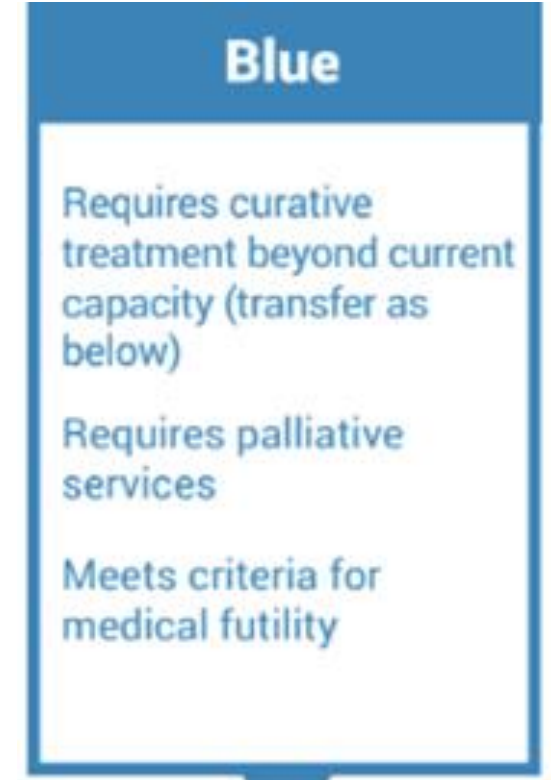 Blue
Requires curative
treatment beyond current
capacity (transfer as
below)
Requires palliative
services
Meets criteria for
medical futility